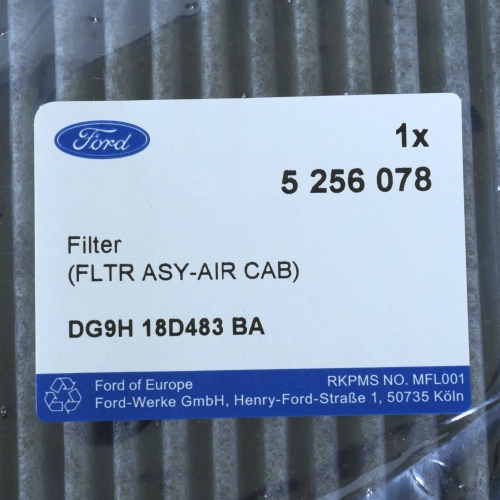 Ford
1x
5 256 078
Filter
(FLTR ASY-AIR CAB)
DG9H 18D483 BA
Ford of Europe
RKPMS NO. MFL001
Ford-Werke GmbH, Henry-Ford-Straße 1, 50735 Köln